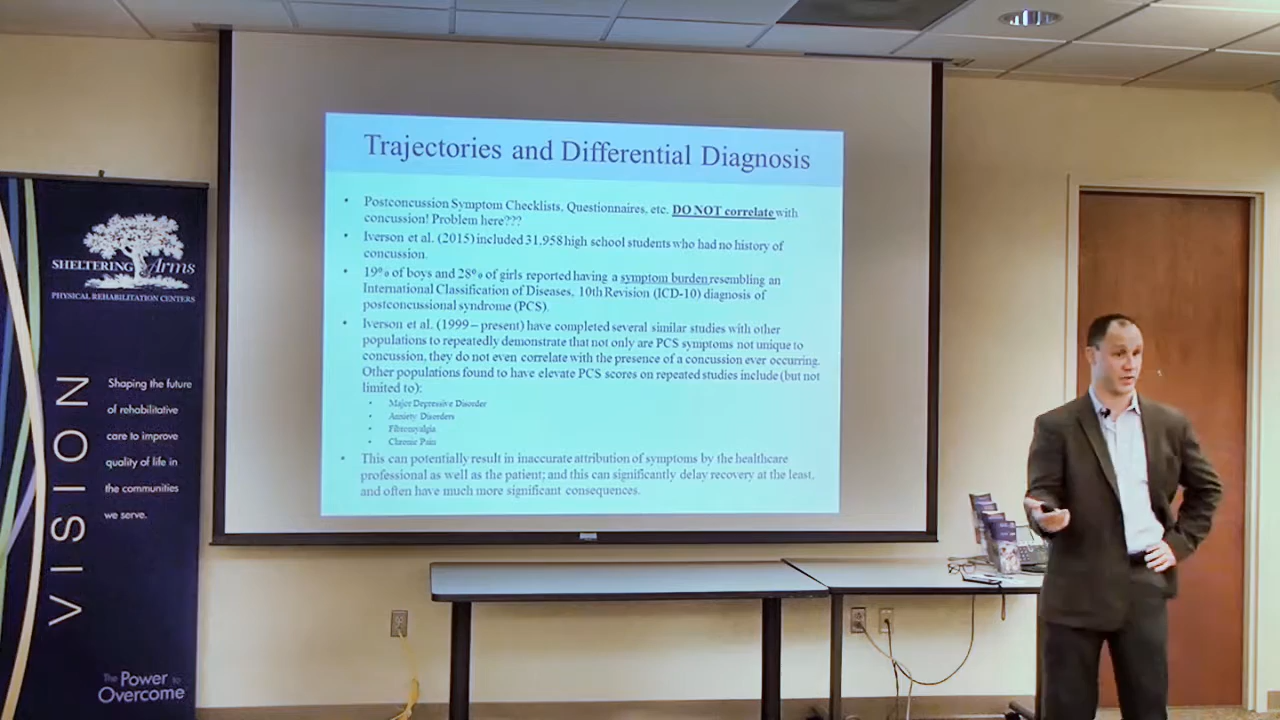 Trajectories and Differential Diagnosis
• Postconcussion Symptom Checklists, Questionnaires, etc. DO NOT correlate with
concussion! Problem here???
• Iverson et al. (2015) included 31,958 high school students who had no history of
concussion.
• 19% of boys and 28% of girls reported having a symptom burden resembling an
International Classification of Diseases, 10th Revision (ICD-10) diagnosis of
postconcussional syndrome (PCS).
• Iverson et al. (1999 – present) have completed several similar studies with other
populations to repeatedly demonstrate that not only are PCS symptoms not unique to
concussion, they do not even correlate with the presence of a concussion ever occurring.
Other populations found to have elevate PCS scores on repeated studies include (but not
limited to):
• Major Depressive Disorder
• Anxiety Disorders
• Fibromyalgia
• Chronic Pain
• This can potentially result in inaccurate attribution of symptoms by the healthcare
professional as well as the patient; and this can significantly delay recovery at the least,
and often have much more significant consequences.
SHELTERING Arms
PHYSICAL REHABILITATION CENTERS
VISION
Shaping the future
of rehabilitative
care to improve
quality of life in
the communities
we serve.
The Power to
Overcome